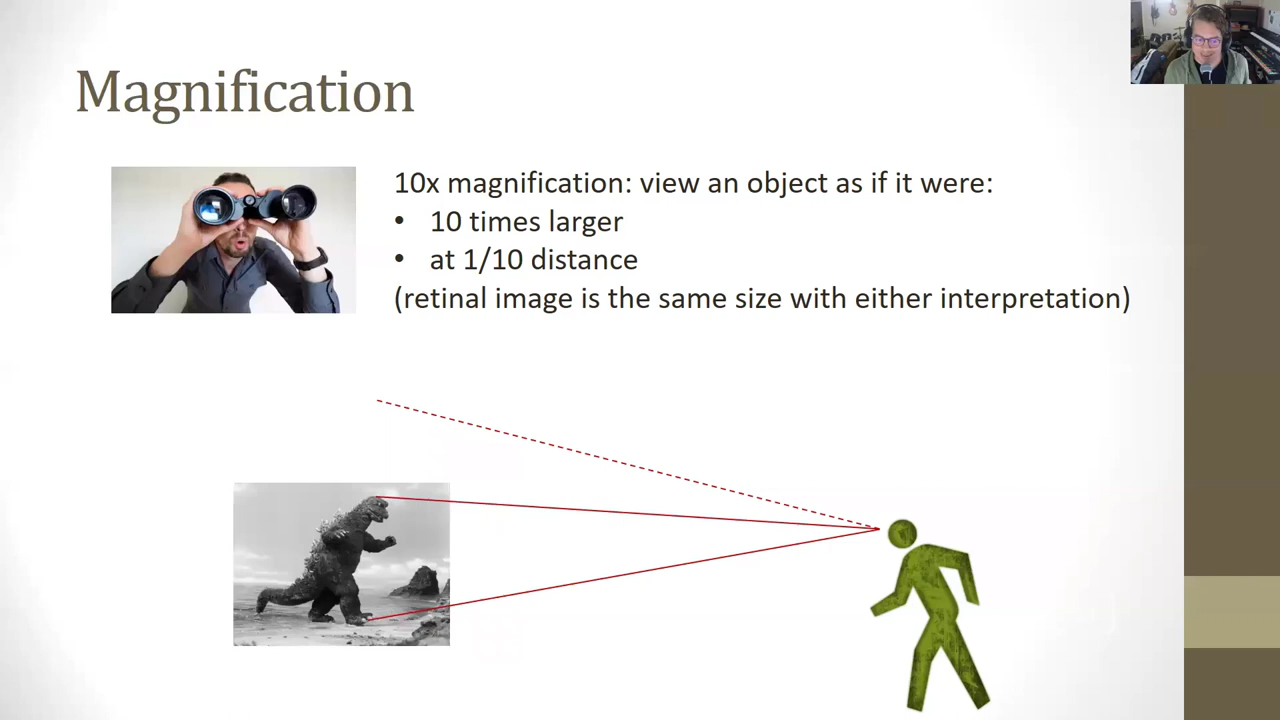 Magnification
10x magnification: view an object as if it were:
• 10 times larger
• at 1/10 distance
(retinal image is the same size with either interpretation)